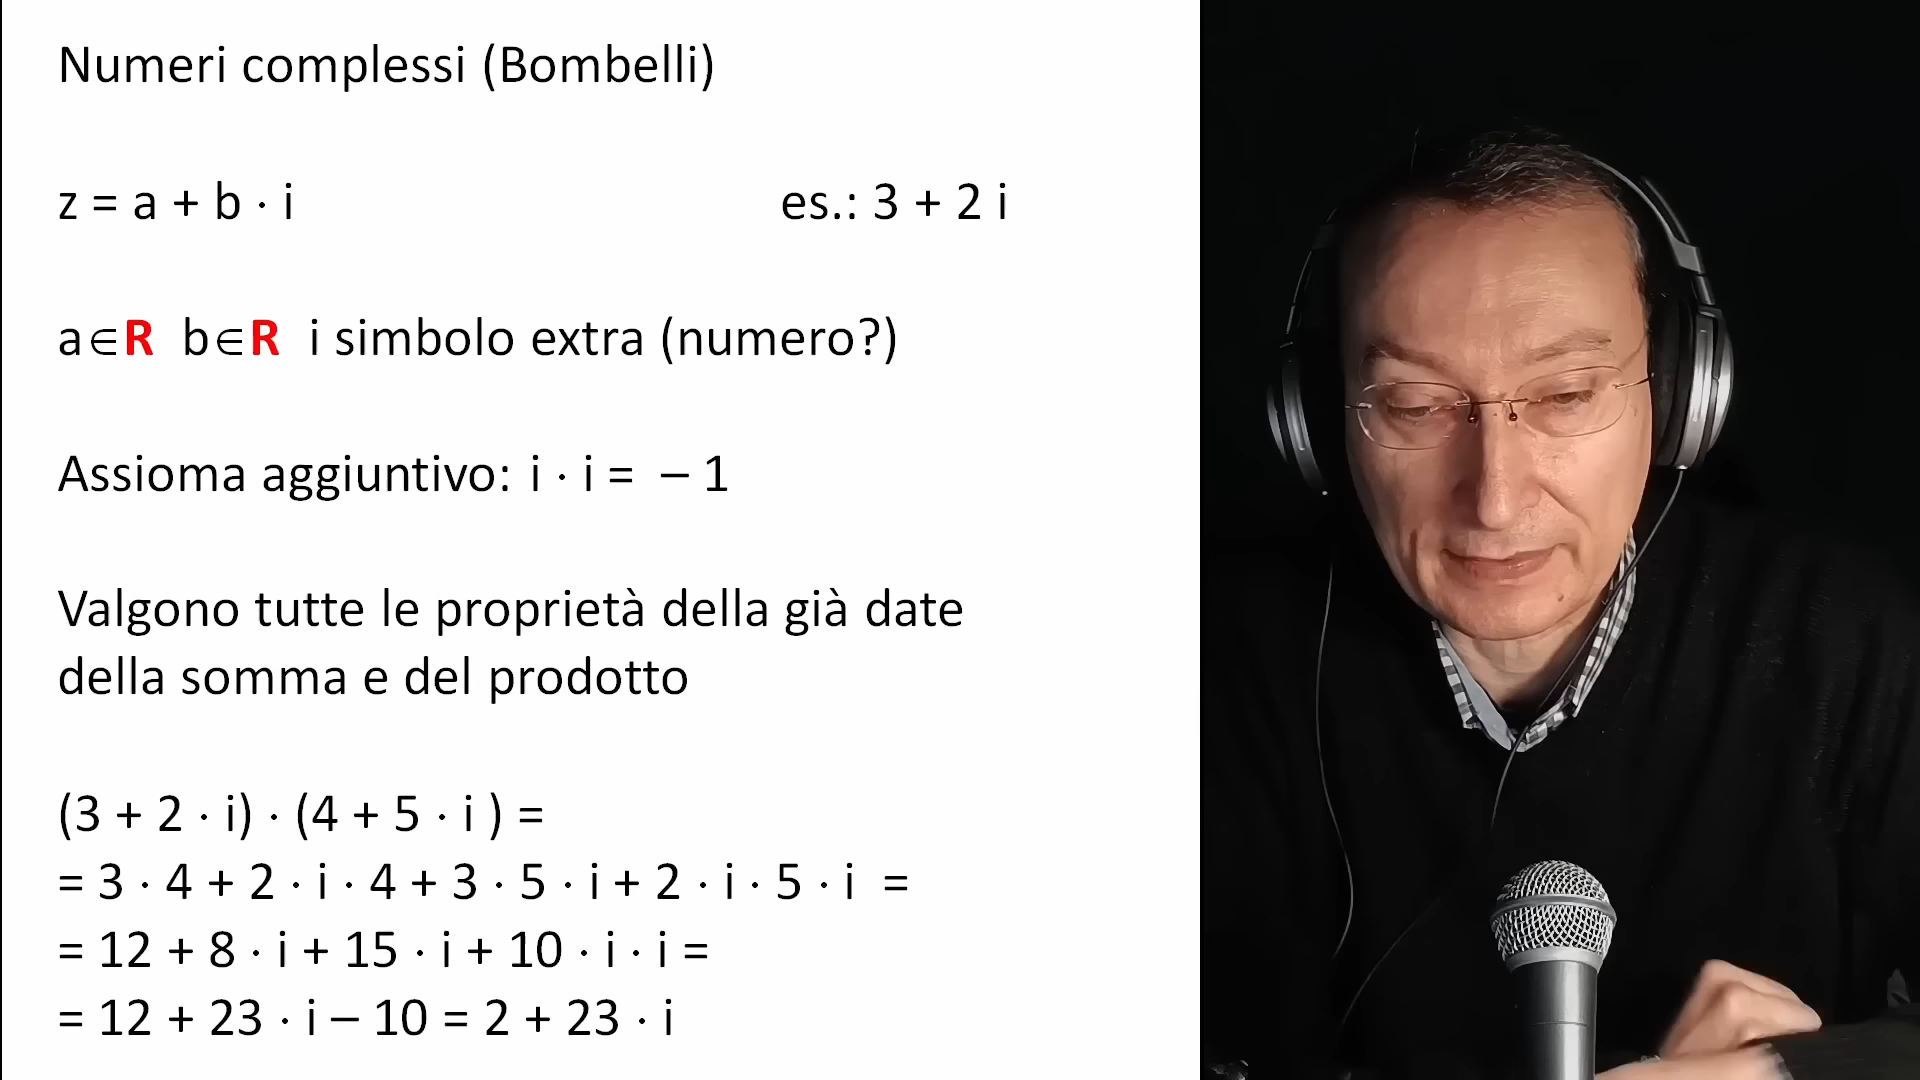 Numeri complessi (Bombelli)
z = a + b · i es.: 3 + 2 i
a∈R b∈R i simbolo extra (numero?)
Assioma aggiuntivo: i · i = – 1
Valgono tutte le proprietà della già date
della somma e del prodotto
(3 + 2 · i) · (4 + 5 · i ) =
= 3 · 4 + 2 · i · 4 + 3 · 5 · i + 2 · i · 5 · i =
= 12 + 8 · i + 15 · i + 10 · i · i =
= 12 + 23 · i – 10 = 2 + 23 · i